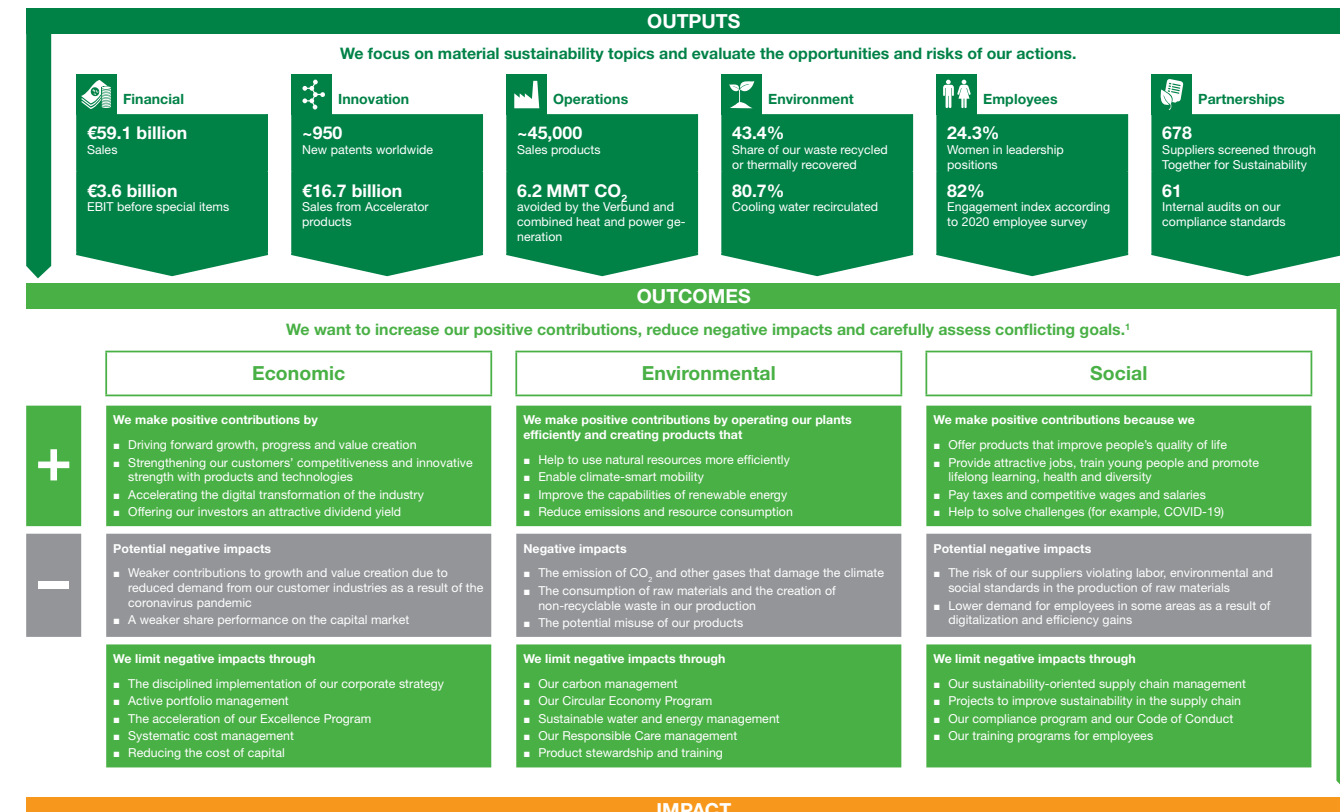 OUTPUTS
We focus on material sustainability topics and evaluate the opportunities and risks of our actions.
Financial
€59.1 billion
Sales
€3.6 billion
EBIT before special items
Innovation
~950
New patents worldwide
€16.7 billion
Sales from Accelerator
products
Operations
~45,000
Sales products
6.2 MMT CO₂
avoided by the Verbund and
combined heat and power ge-
neration
Environment
43.4%
Share of our waste recycled
or thermally recovered
80.7%
Cooling water recirculated
Employees
24.3%
Women in leadership
positions
82%
Engagement index according
to 2020 employee survey
Partnerships
678
Suppliers screened through
Together for Sustainability
61
Internal audits on our
compliance standards
OUTCOMES
We want to increase our positive contributions, reduce negative impacts and carefully assess conflicting goals.¹
Economic
+
We make positive contributions by
▪ Driving forward growth, progress and value creation
▪ Strengthening our customers' competitiveness and innovative
strength with products and technologies
▪ Accelerating the digital transformation of the industry
▪ Offering our investors an attractive dividend yield
–
Potential negative impacts
▪ Weaker contributions to growth and value creation due to
reduced demand from our customer industries as a result of the
coronavirus pandemic
▪ A weaker share performance on the capital market
We limit negative impacts through
▪ The disciplined implementation of our corporate strategy
▪ Active portfolio management
▪ The acceleration of our Excellence Program
▪ Systematic cost management
▪ Reducing the cost of capital
Environmental
We make positive contributions by operating our plants
efficiently and creating products that
▪ Help to use natural resources more efficiently
▪ Enable climate-smart mobility
▪ Improve the capabilities of renewable energy
▪ Reduce emissions and resource consumption
Negative impacts
▪ The emission of CO₂ and other gases that damage the climate
▪ The consumption of raw materials and the creation of
non-recyclable waste in our production
▪ The potential misuse of our products
We limit negative impacts through
▪ Our carbon management
▪ Our Circular Economy Program
▪ Sustainable water and energy management
▪ Our Responsible Care management
▪ Product stewardship and training
Social
We make positive contributions because we
▪ Offer products that improve people's quality of life
▪ Provide attractive jobs, train young people and promote
lifelong learning, health and diversity
▪ Pay taxes and competitive wages and salaries
▪ Help to solve challenges (for example, COVID-19)
Potential negative impacts
▪ The risk of our suppliers violating labor, environmental and
social standards in the production of raw materials
▪ Lower demand for employees in some areas as a result of
digitalization and efficiency gains
We limit negative impacts through
▪ Our sustainability-oriented supply chain management
▪ Projects to improve sustainability in the supply chain
▪ Our compliance program and our Code of Conduct
▪ Our training programs for employees
IMPACT